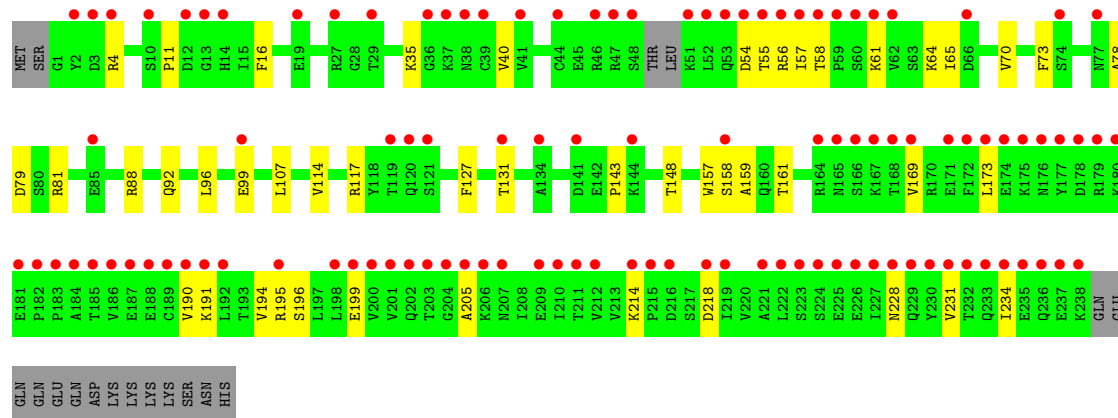 MET SER G1 Y2 D3 R4 S10 P11 D12 G13 H14 I15 F16 E19 R27 G28 T29 K35 G36 K37 N38 C39 V40 V41 C44 E45 R46 R47 S48 THR LEU K51 L52 Q53 D54 T55 R56 I57 T58 P59 S60 K61 V62 S63 K64 I65 D66 V70 F73 S74 N77 A78
D79 S80 R81 E85 R88 Q92 L96 E99 L107 V114 R117 Y118 T119 Q120 S121 F127 T131 A134 D141 E142 P143 K144 T148 W157 S158 A159 Q160 T161 R164 N165 S166 K167 T168 V169 R170 E171 F172 L173 E174 K175 N176 Y177 D178 R179
E181 P182 P183 A184 T185 V186 E187 E188 G189 V190 K191 L192 T193 V194 R195 S196 L197 L198 E199 V200 V201 Q202 T203 G204 A205 K206 N207 I208 E209 I210 T211 V212 V213 K214 P215 D216 S217 D218 I219 V220 A221 L222 S223 S224 E225 E226 I227 N228 Q229 Y230 V231 T232 Q233 I234 E235 Q236 E237 K238 GLN GLU
GLN GLN GLU GLN ASP LYS LYS LYS LYS SER ASN HIS